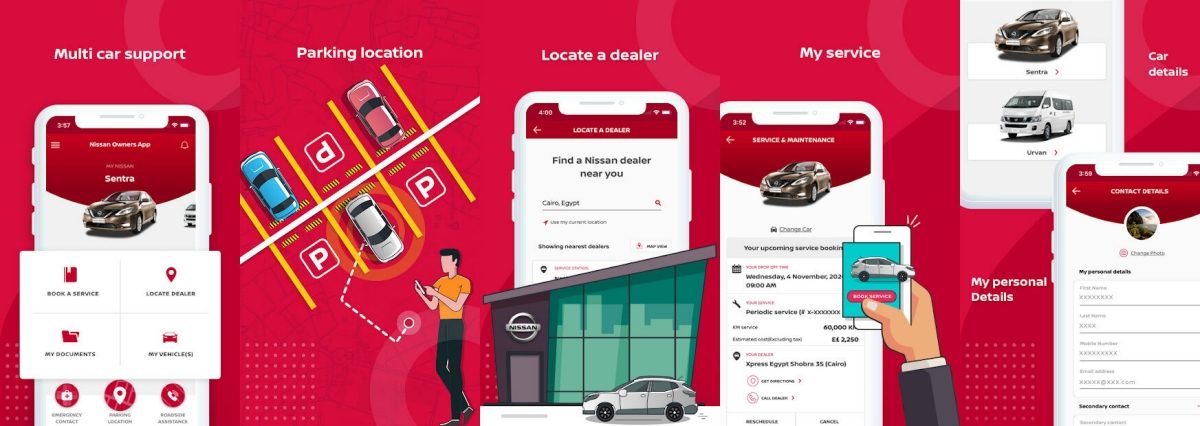 Multi car support
3:57
Nissan Owners App
MY NISSAN
Sentra
BOOK A SERVICE
LOCATE DEALER
MY DOCUMENTS
MY VEHICLE(S)
EMERGENCY
CONTACT
PARKING
LOCATION
ROADSIDE
ASSISTANCE
Parking location
P
P
P
Locate a dealer
4:00
LOCATE A DEALER
Find a Nissan dealer
near you
Cairo, Egypt
Use my current location
Showing nearest dealers
MAP VIEW
SERVICE STATION
NISSAN
My service
3:52
SERVICE & MAINTENANCE
Change Car
Your upcoming service bookin
YOUR DROP OFF TIME
Wednesday, 4 November, 202
09:00 AM
YOUR SERVICE
Periodic service (# X-XXXXXXX
KM service
60,000 K
Estimated cost(Excluding tax)
E£ 2,250
YOUR DEALER
Xpress Egypt Shobra 35 (Cairo)
GET DIRECTIONS
CALL DEALER
RESCHEDULE
CANCEL
BOOK SERVICE
Sentra
Urvan
Car
details
My personal
Details
3:59
CONTACT DETAILS
Change Photo
My personal details
First Name
XXXXXXXX
Last Name
XXXX
Mobile Number
XXXXXXXXX
Email address
XXXXX@XXX.com
Secondary contact
Secondary contact